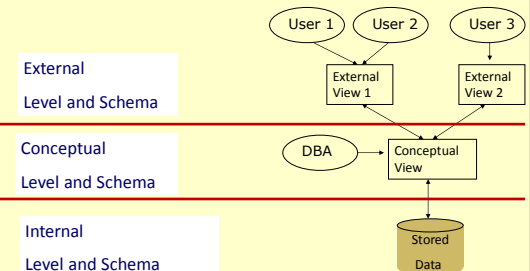 User 1
User 2
User 3
External
Level and Schema
External
View 1
External
View 2
Conceptual
Level and Schema
DBA
Conceptual
View
Internal
Level and Schema
Stored
Data